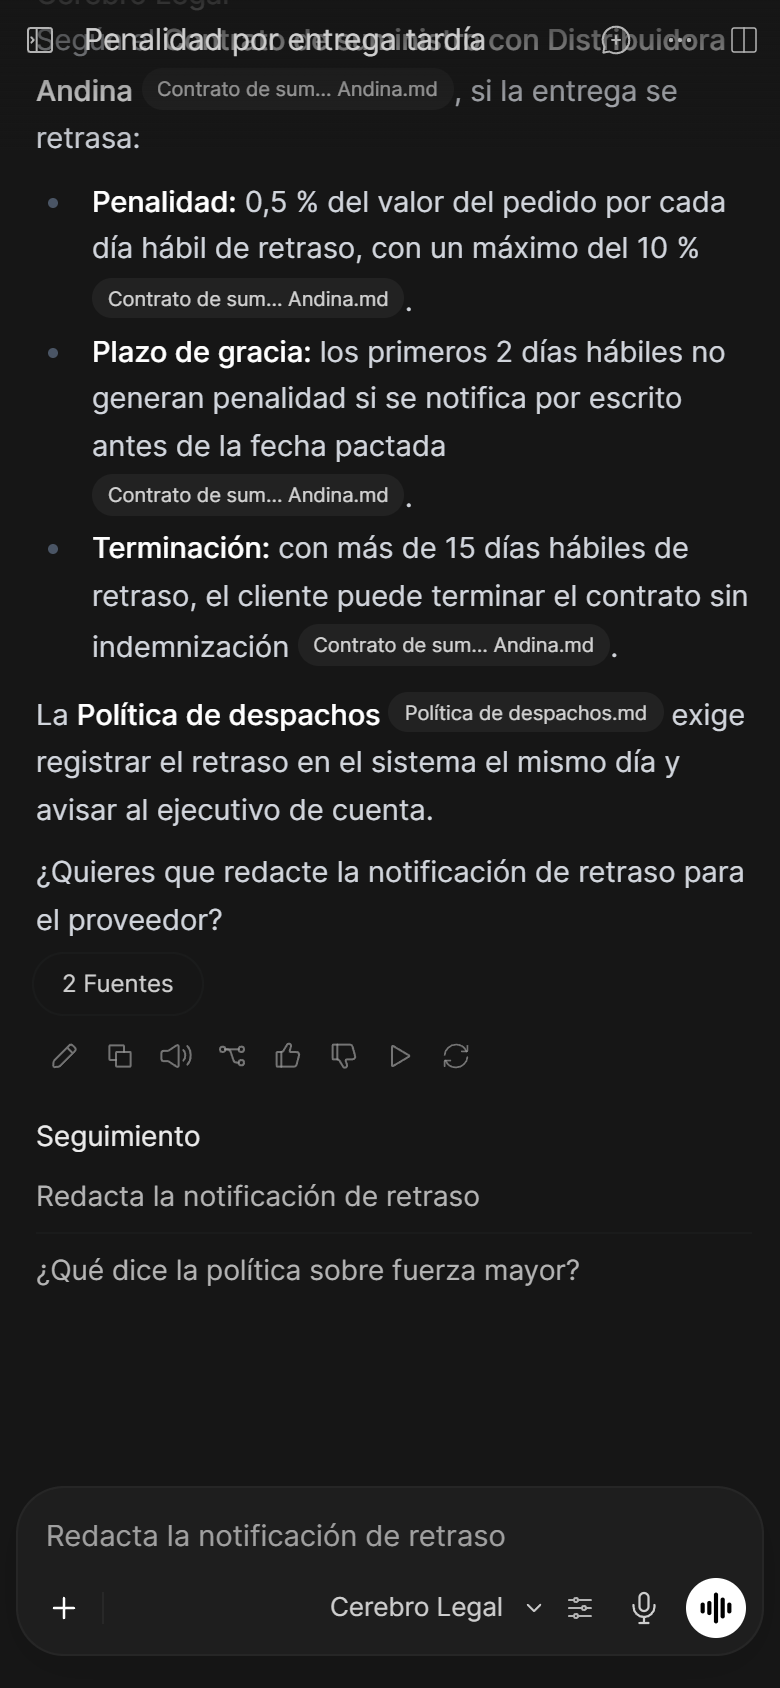 Penalidad por entrega tardía
Según el Contrato de suministro con Distribuidora
Andina Contrato de sum... Andina.md , si la entrega se
retrasa:
Penalidad: 0,5 % del valor del pedido por cada
día hábil de retraso, con un máximo del 10 %
Contrato de sum... Andina.md .
Plazo de gracia: los primeros 2 días hábiles no
generan penalidad si se notifica por escrito
antes de la fecha pactada
Contrato de sum... Andina.md .
Terminación: con más de 15 días hábiles de
retraso, el cliente puede terminar el contrato sin
indemnización Contrato de sum... Andina.md .
La Política de despachos Política de despachos.md exige
registrar el retraso en el sistema el mismo día y
avisar al ejecutivo de cuenta.
¿Quieres que redacte la notificación de retraso para
el proveedor?
2 Fuentes
Seguimiento
Redacta la notificación de retraso
¿Qué dice la política sobre fuerza mayor?
Redacta la notificación de retraso
Cerebro Legal